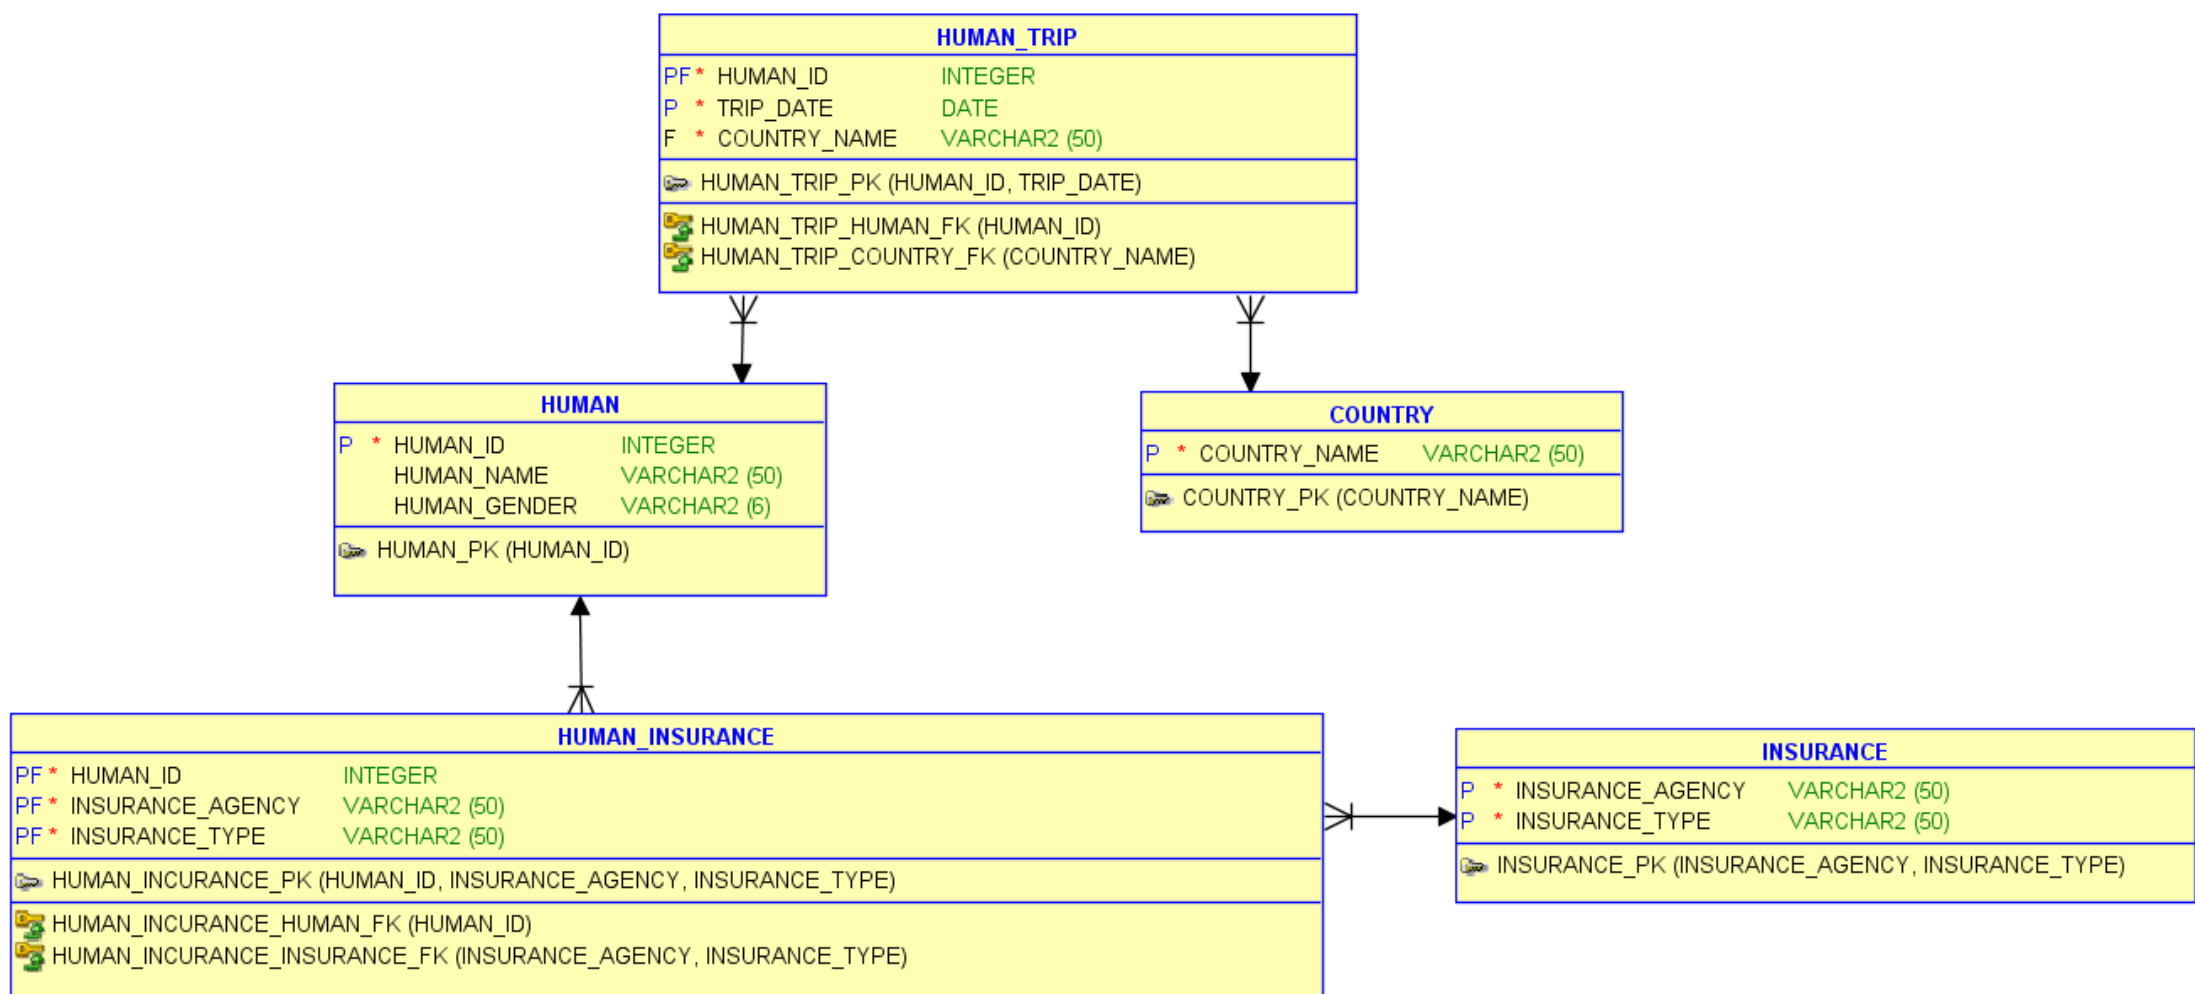 HUMAN_TRIP
PF * HUMAN_ID INTEGER
P * TRIP_DATE DATE
F * COUNTRY_NAME VARCHAR2 (50)
HUMAN_TRIP_PK (HUMAN_ID, TRIP_DATE)
HUMAN_TRIP_HUMAN_FK (HUMAN_ID)
HUMAN_TRIP_COUNTRY_FK (COUNTRY_NAME)
HUMAN
P * HUMAN_ID INTEGER
HUMAN_NAME VARCHAR2 (50)
HUMAN_GENDER VARCHAR2 (6)
HUMAN_PK (HUMAN_ID)
COUNTRY
P * COUNTRY_NAME VARCHAR2 (50)
COUNTRY_PK (COUNTRY_NAME)
HUMAN_INSURANCE
PF * HUMAN_ID INTEGER
PF * INSURANCE_AGENCY VARCHAR2 (50)
PF * INSURANCE_TYPE VARCHAR2 (50)
HUMAN_INCURANCE_PK (HUMAN_ID, INSURANCE_AGENCY, INSURANCE_TYPE)
HUMAN_INCURANCE_HUMAN_FK (HUMAN_ID)
HUMAN_INCURANCE_INSURANCE_FK (INSURANCE_AGENCY, INSURANCE_TYPE)
INSURANCE
P * INSURANCE_AGENCY VARCHAR2 (50)
P * INSURANCE_TYPE VARCHAR2 (50)
INSURANCE_PK (INSURANCE_AGENCY, INSURANCE_TYPE)